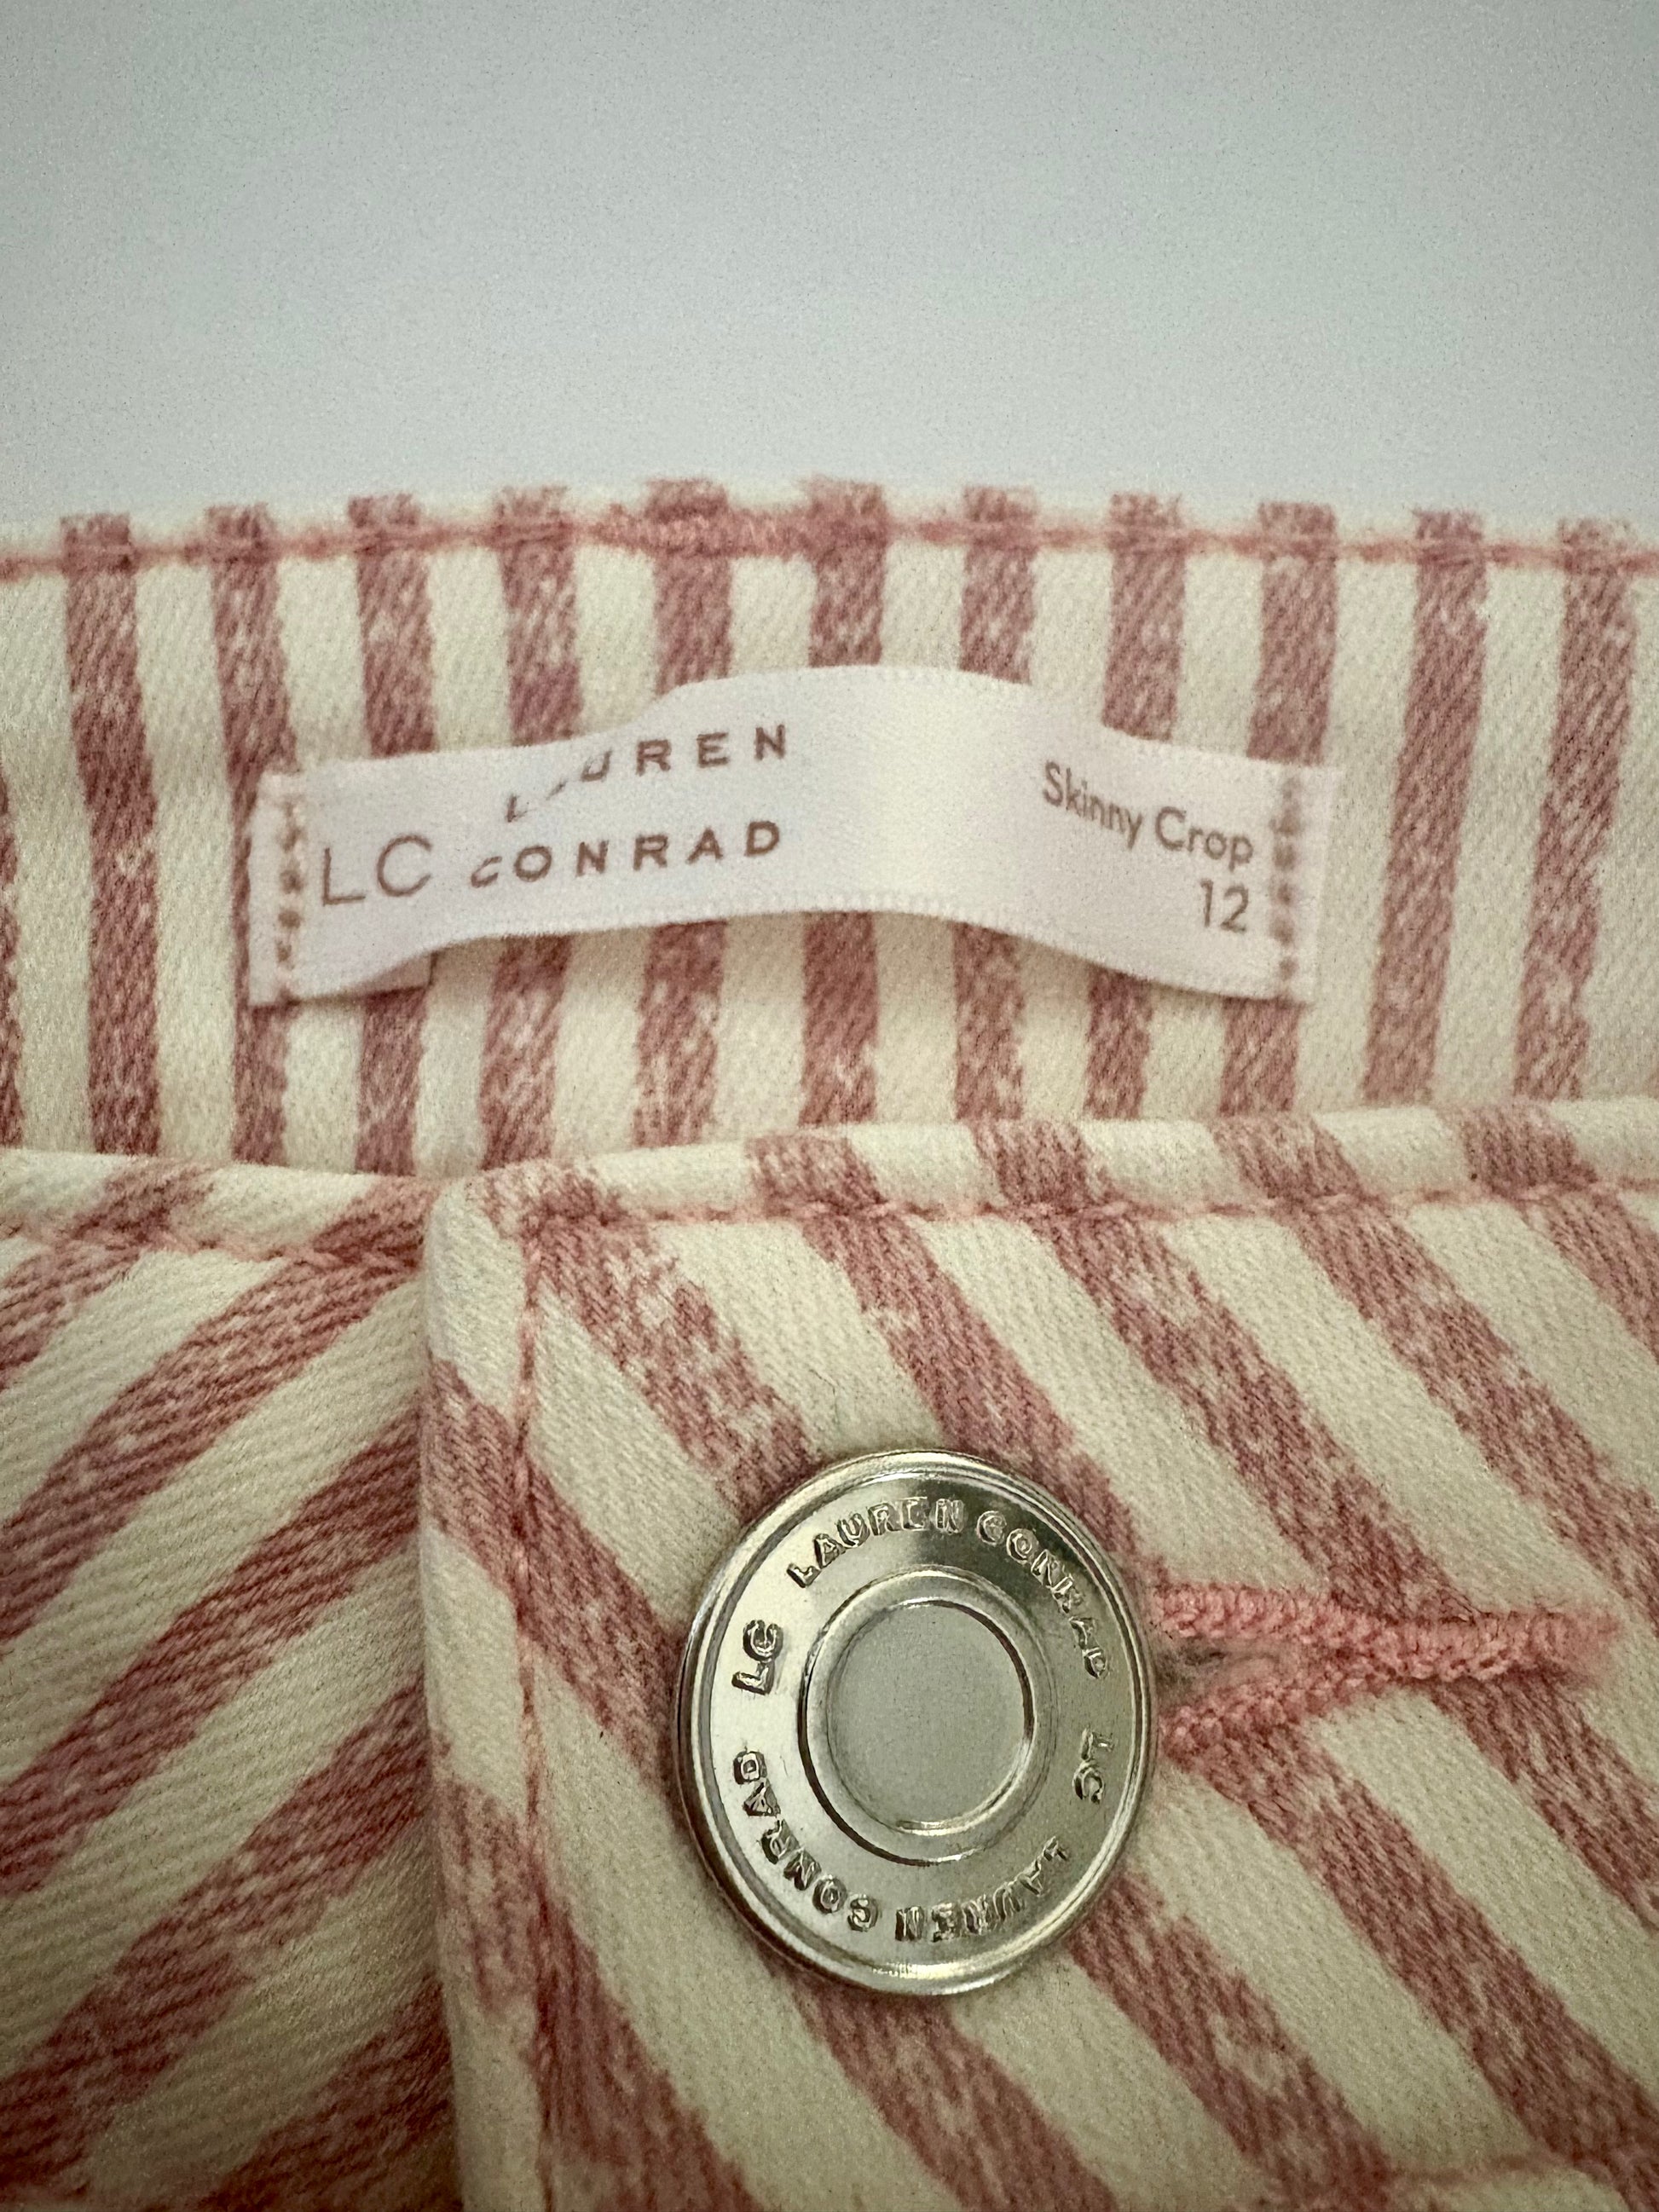 LAUREN
LC CONRAD
Skinny Crop
12
LAUREN CONRAD
LC
LAUREN CONRAD
LC